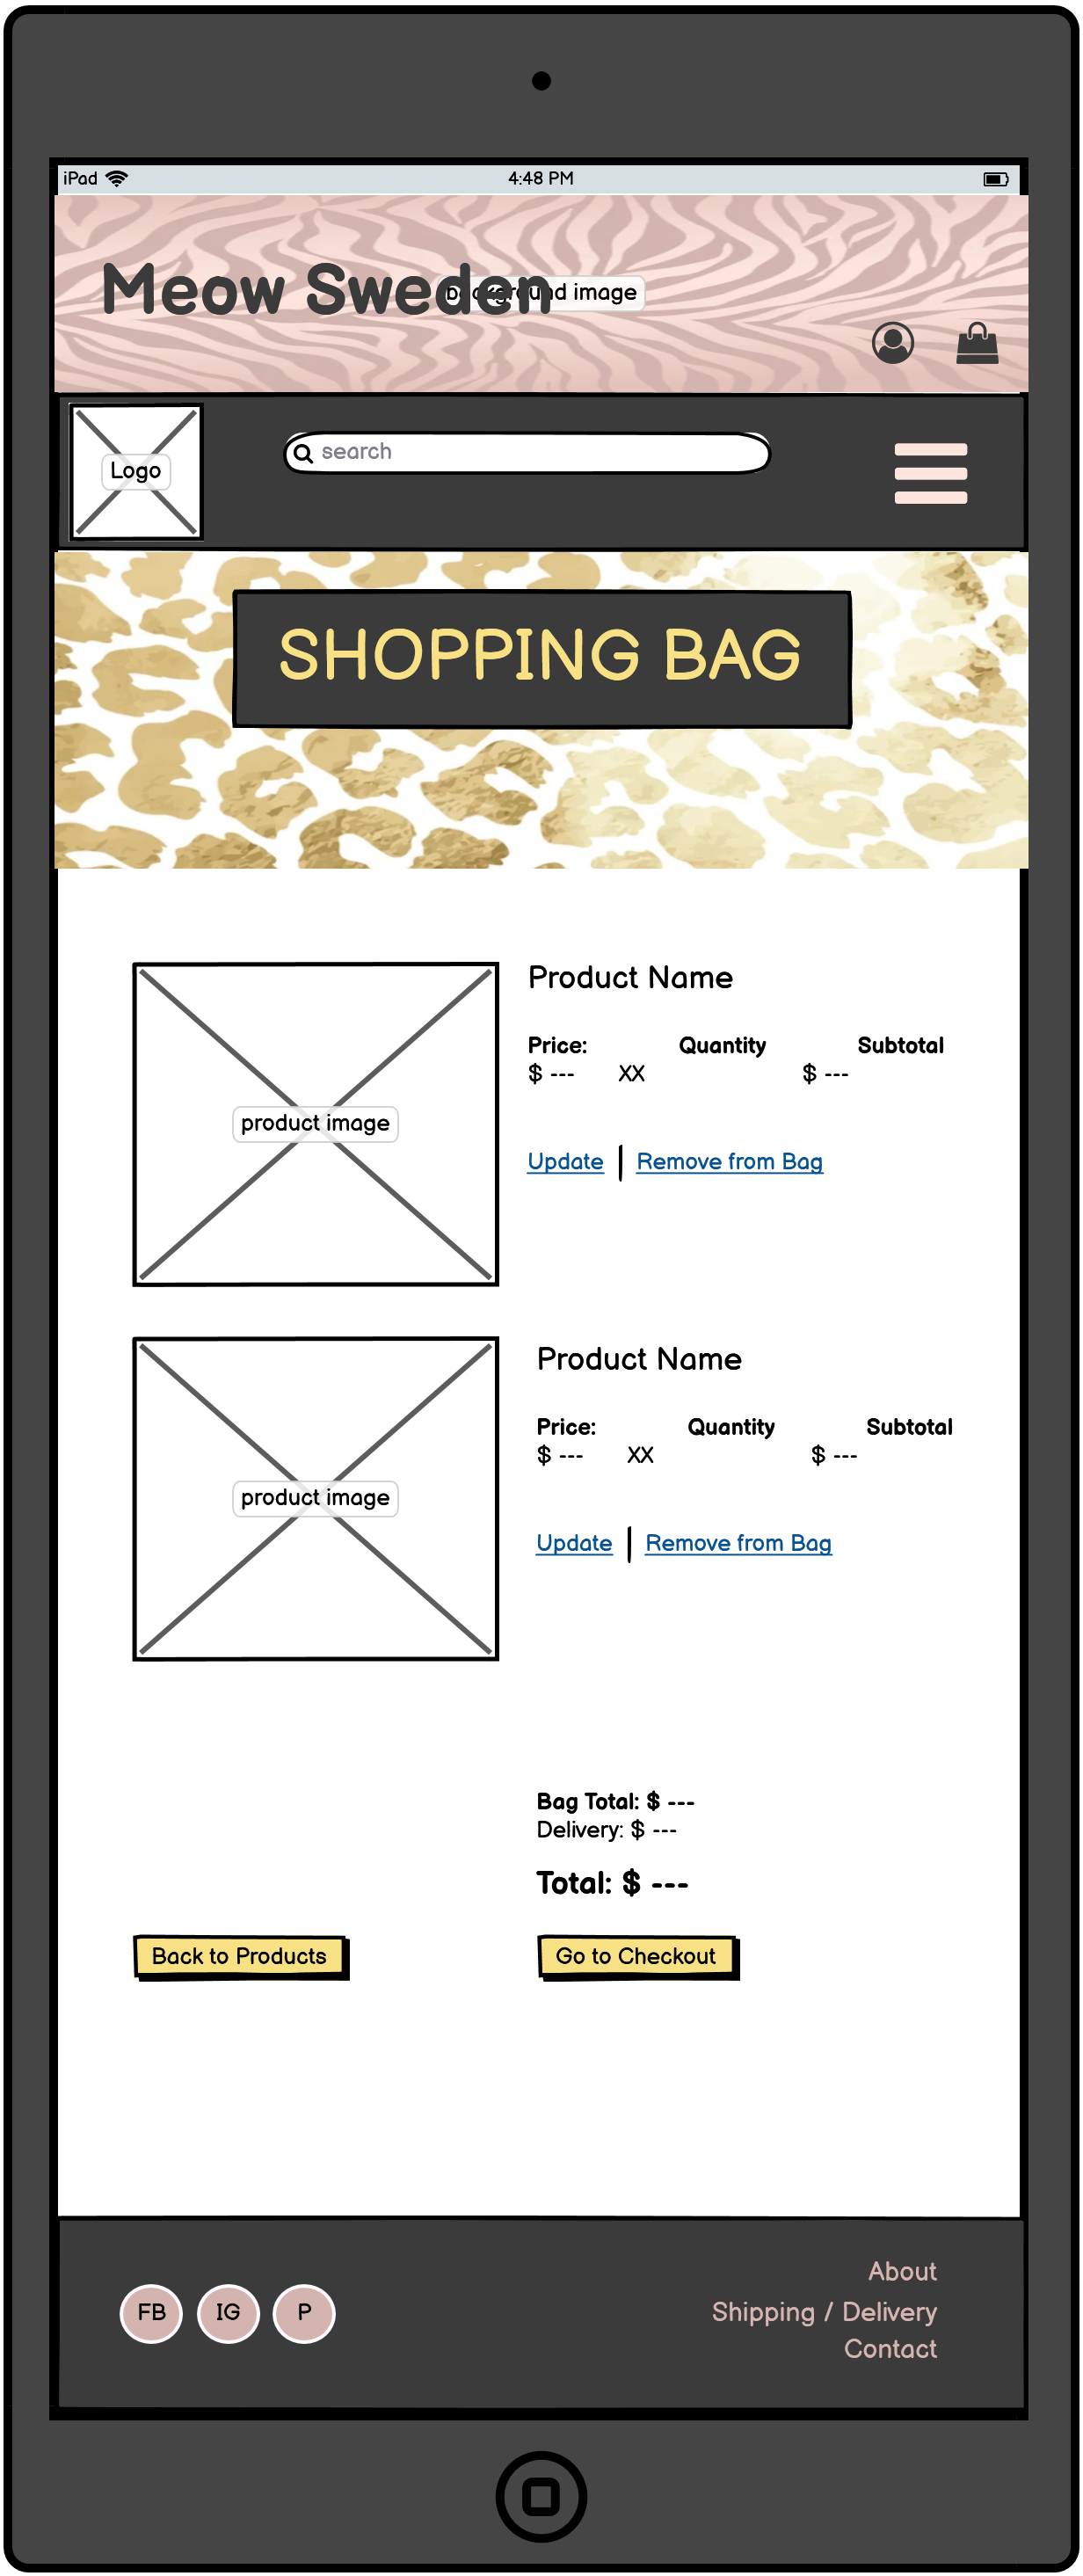 iPad 4:48 PM
Meow Sweden
background image
Logo
search
SHOPPING BAG
product image
Product Name
Price: Quantity Subtotal
$ --- XX $ ---
Update | Remove from Bag
product image
Product Name
Price: Quantity Subtotal
$ --- XX $ ---
Update | Remove from Bag
Bag Total: $ ---
Delivery: $ ---
Total: $ ---
Back to Products Go to Checkout
FB IG P
About
Shipping / Delivery
Contact